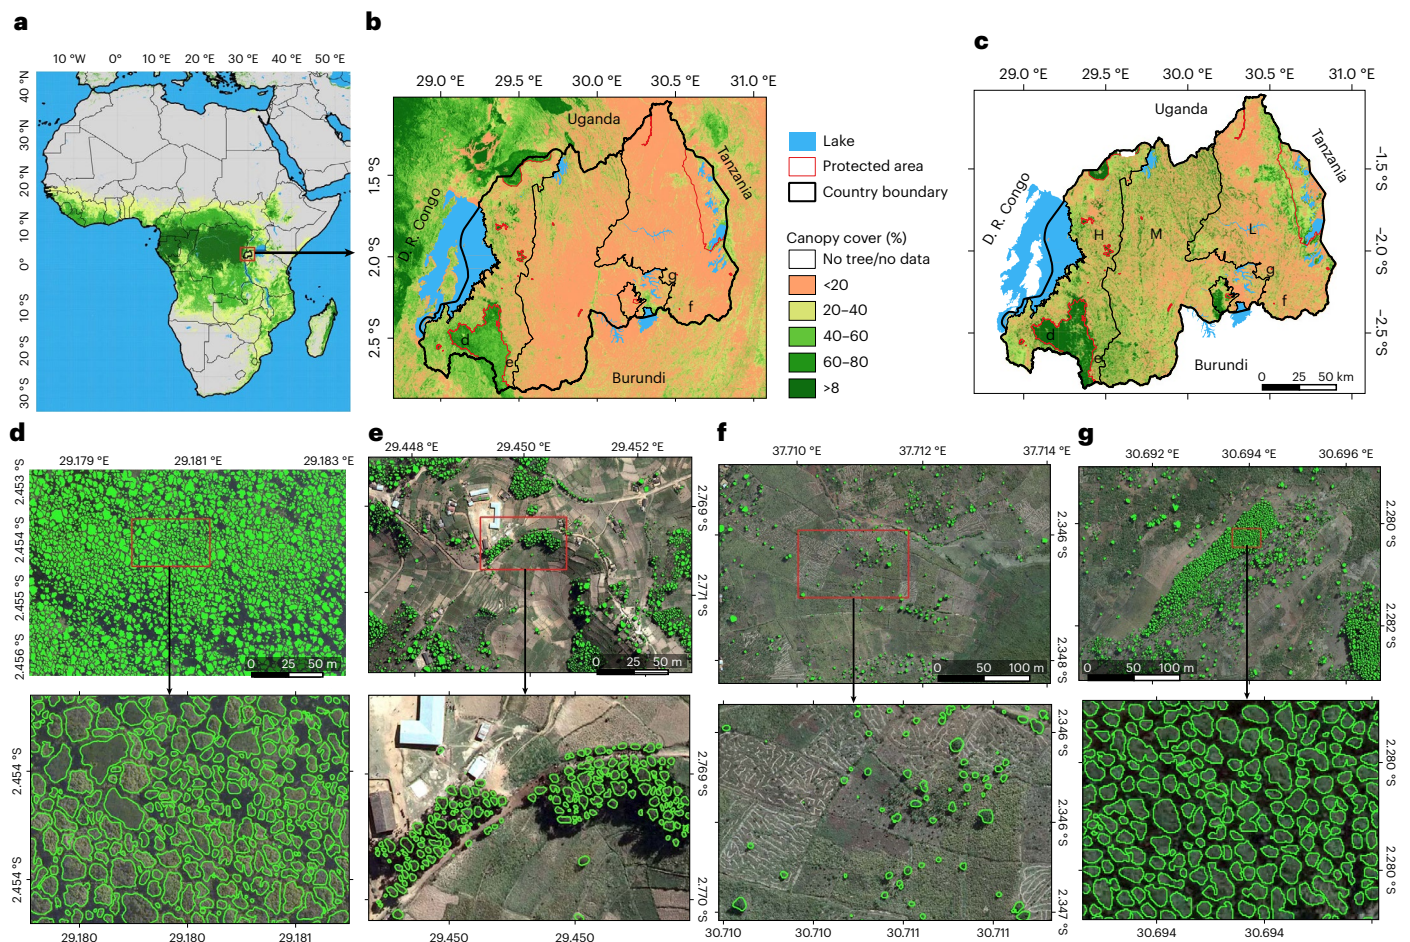 a
10 °W 0° 10 °E 20 °E 30 °E 40 °E 50 °E
40 °N
30 °N
20 °N
10 °N
0°
10 °S
20 °S
30 °S
b
29.0 °E 29.5 °E 30.0 °E 30.5 °E 31.0 °E
1.5 °S
2.0 °S
2.5 °S
Uganda
Tanzania
D. R. Congo
Burundi
d
e
f
g
Lake
Protected area
Country boundary
Canopy cover (%)
No tree/no data
<20
20–40
40–60
60–80
>8
c
29.0 °E 29.5 °E 30.0 °E 30.5 °E 31.0 °E
–1.5 °S
–2.0 °S
–2.5 °S
Uganda
Tanzania
D. R. Congo
Burundi
H
M
L
d
e
f
g
0 25 50 km
d
29.179 °E 29.181 °E 29.183 °E
2.453 °S
2.454 °S
2.455 °S
2.456 °S
0 25 50 m
2.454 °S
2.454 °S
29.180 29.180 29.181
e
29.448 °E 29.450 °E 29.452 °E
2.769 °S
2.771 °S
0 25 50 m
2.769 °S
2.770 °S
29.450 29.450
f
37.710 °E 37.712 °E 37.714 °E
2.346 °S
2.348 °S
0 50 100 m
2.346 °S
2.346 °S
2.347 °S
30.710 30.710 30.711 30.711
g
30.692 °E 30.694 °E 30.696 °E
2.280 °S
2.282 °S
0 50 100 m
2.280 °S
2.280 °S
30.694 30.694